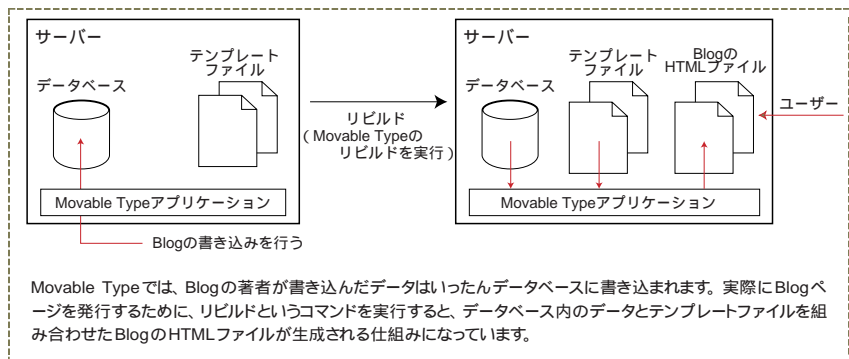 サーバー
テンプレート
ファイル
データベース
Movable Typeアプリケーション
Blogの書き込みを行う
リビルド
(Movable Typeの
リビルドを実行)
サーバー
データベース
テンプレート
ファイル
Blogの
HTMLファイル
Movable Typeアプリケーション
ユーザー
Movable Typeでは、Blogの著者が書き込んだデータはいったんデータベースに書き込まれます。実際にBlogペ
ージを発行するために、リビルドというコマンドを実行すると、データベース内のデータとテンプレートファイルを組
み合わせたBlogのHTMLファイルが生成される仕組みになっています。